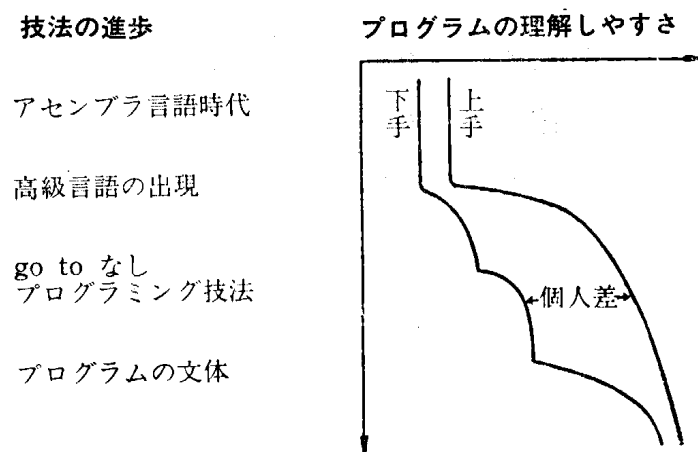 技法の進歩
プログラムの理解しやすさ
下手
上手
アセンブラ言語時代
高級言語の出現
go to なし
プログラミング技法
個人差
プログラムの文体